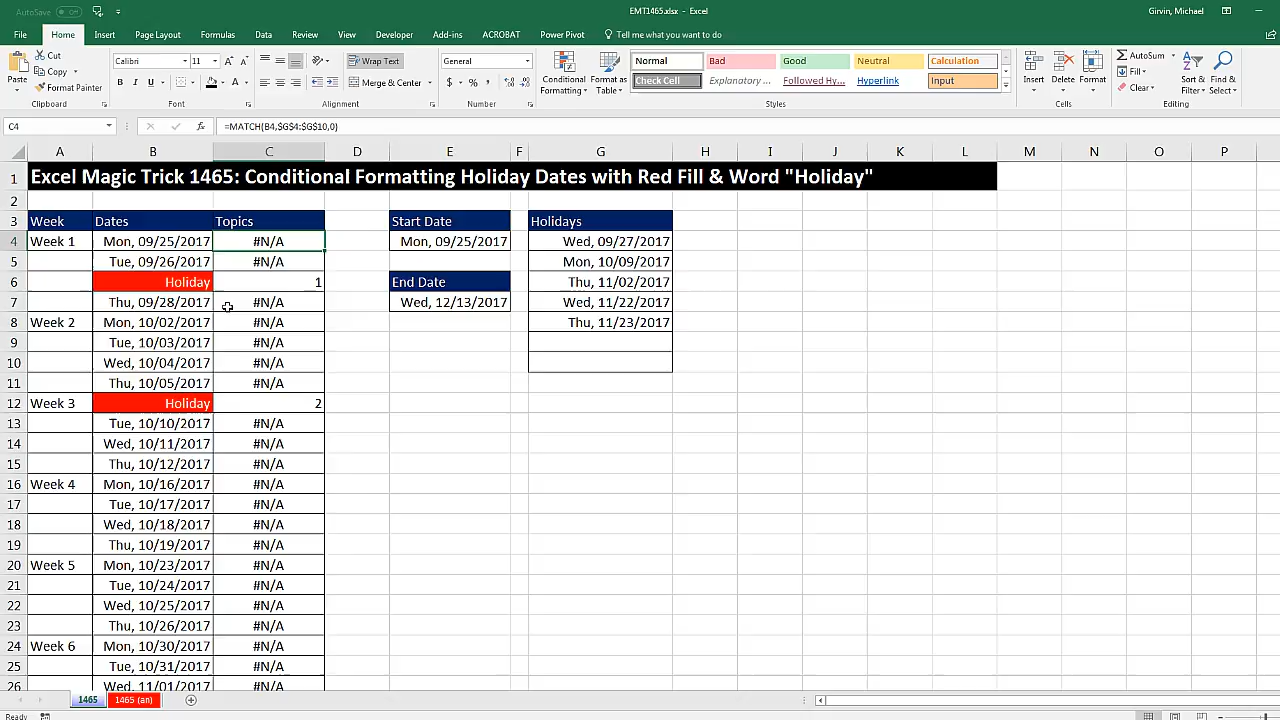 AutoSave Off EMT1465.xlsx - Excel Girvin, Michael
File Home Insert Page Layout Formulas Data Review View Developer Add-ins ACROBAT Power Pivot Tell me what you want to do
Paste Cut Copy Format Painter Clipboard
Calibri 11 B I U A Font
Wrap Text Merge & Center Alignment
General $ % , Number
Conditional Formatting Format as Table Normal Bad Good Neutral Calculation
Check Cell Explanatory ... Followed Hy... Hyperlink Input Styles
Insert Delete Format Cells
AutoSum Fill Clear Sort & Filter Find & Select Editing
C4 fx =MATCH(B4,$G$4:$G$10,0)
A B C D E F G H I J K L M N O P
1 Excel Magic Trick 1465: Conditional Formatting Holiday Dates with Red Fill & Word "Holiday"
2
3 Week Dates Topics Start Date Holidays
4 Week 1 Mon, 09/25/2017 #N/A Mon, 09/25/2017 Wed, 09/27/2017
5 Tue, 09/26/2017 #N/A Mon, 10/09/2017
6 Holiday 1 End Date Thu, 11/02/2017
7 Thu, 09/28/2017 #N/A Wed, 12/13/2017 Wed, 11/22/2017
8 Week 2 Mon, 10/02/2017 #N/A Thu, 11/23/2017
9 Tue, 10/03/2017 #N/A
10 Wed, 10/04/2017 #N/A
11 Thu, 10/05/2017 #N/A
12 Week 3 Holiday 2
13 Tue, 10/10/2017 #N/A
14 Wed, 10/11/2017 #N/A
15 Thu, 10/12/2017 #N/A
16 Week 4 Mon, 10/16/2017 #N/A
17 Tue, 10/17/2017 #N/A
18 Wed, 10/18/2017 #N/A
19 Thu, 10/19/2017 #N/A
20 Week 5 Mon, 10/23/2017 #N/A
21 Tue, 10/24/2017 #N/A
22 Wed, 10/25/2017 #N/A
23 Thu, 10/26/2017 #N/A
24 Week 6 Mon, 10/30/2017 #N/A
25 Tue, 10/31/2017 #N/A
26 Wed, 11/01/2017 #N/A
1465 1465 (an)
Ready